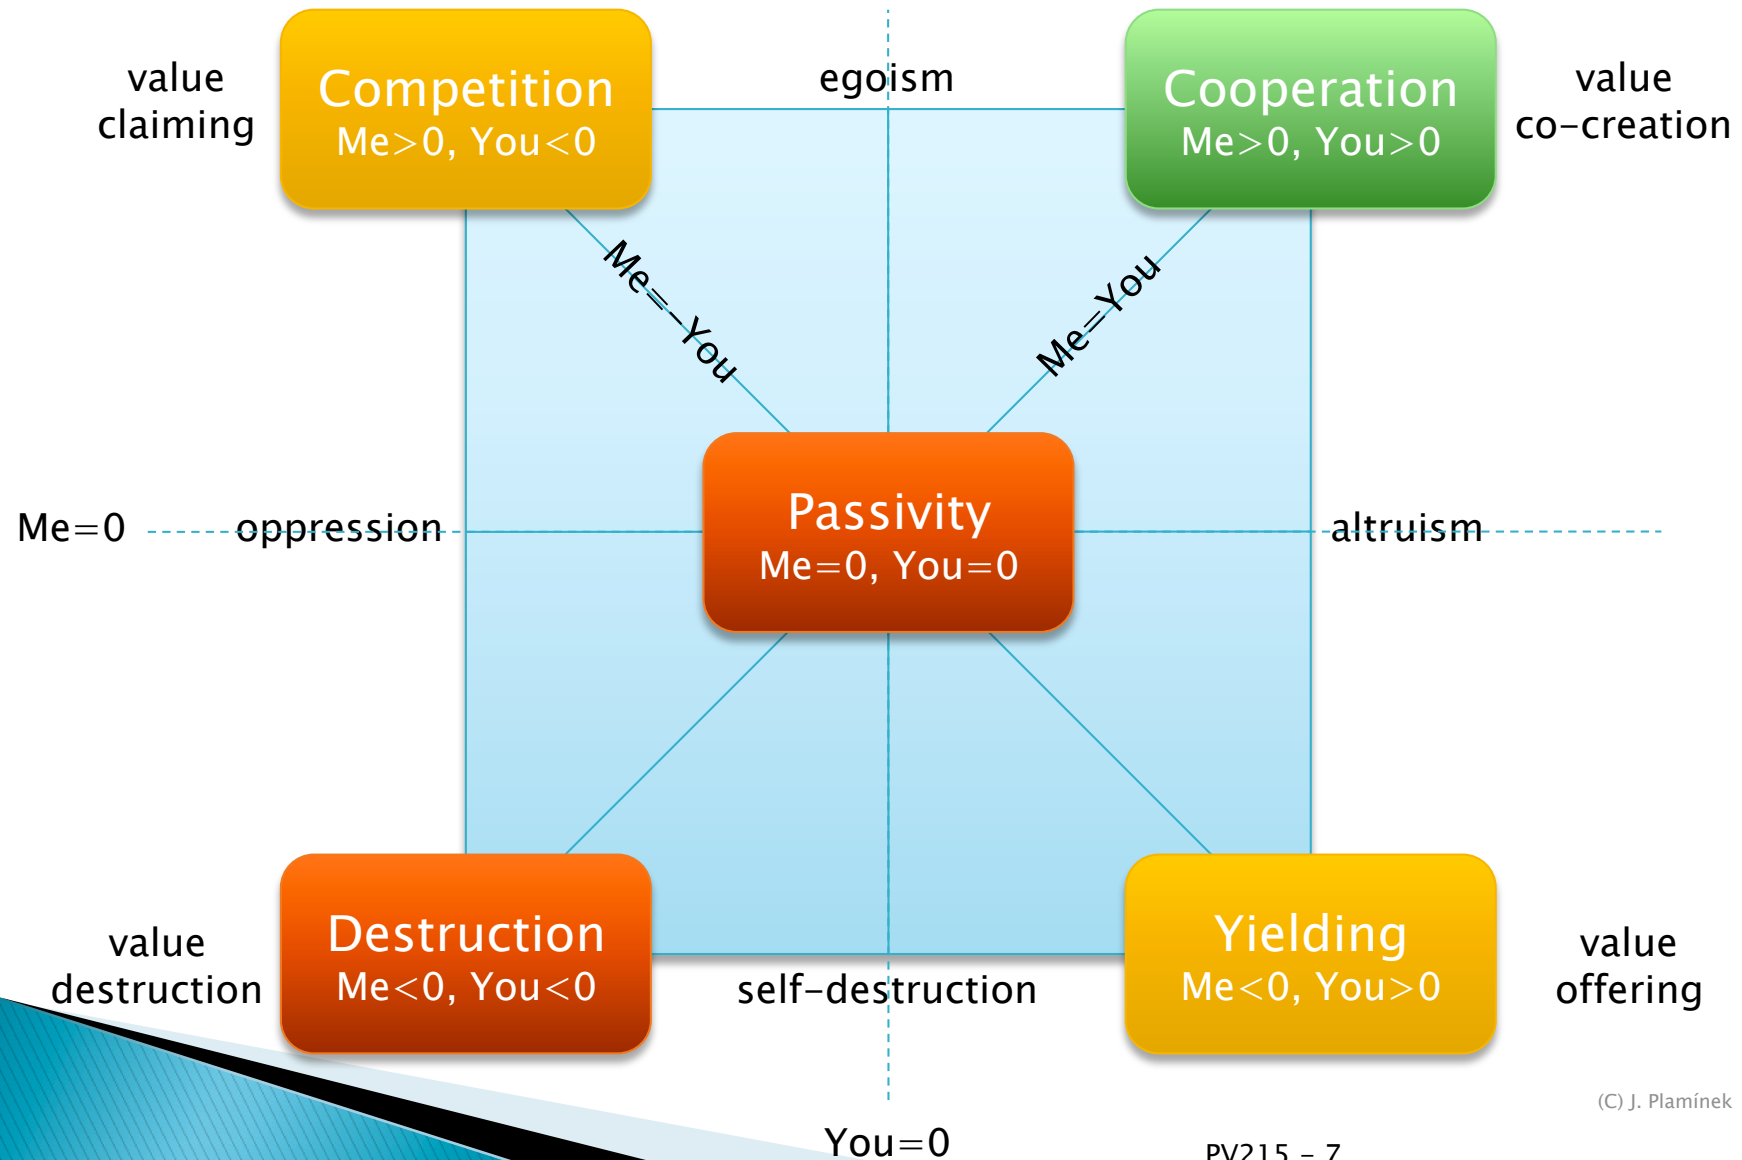 value
claiming
Competition
Me>0, You<0
egoism
Cooperation
Me>0, You>0
value
co-creation
Me=-You
Me=You
Me=0
oppression
Passivity
Me=0, You=0
altruism
value
destruction
Destruction
Me<0, You<0
self-destruction
Yielding
Me<0, You>0
value
offering
(C) J. Plamínek
You=0
PV215 - 7